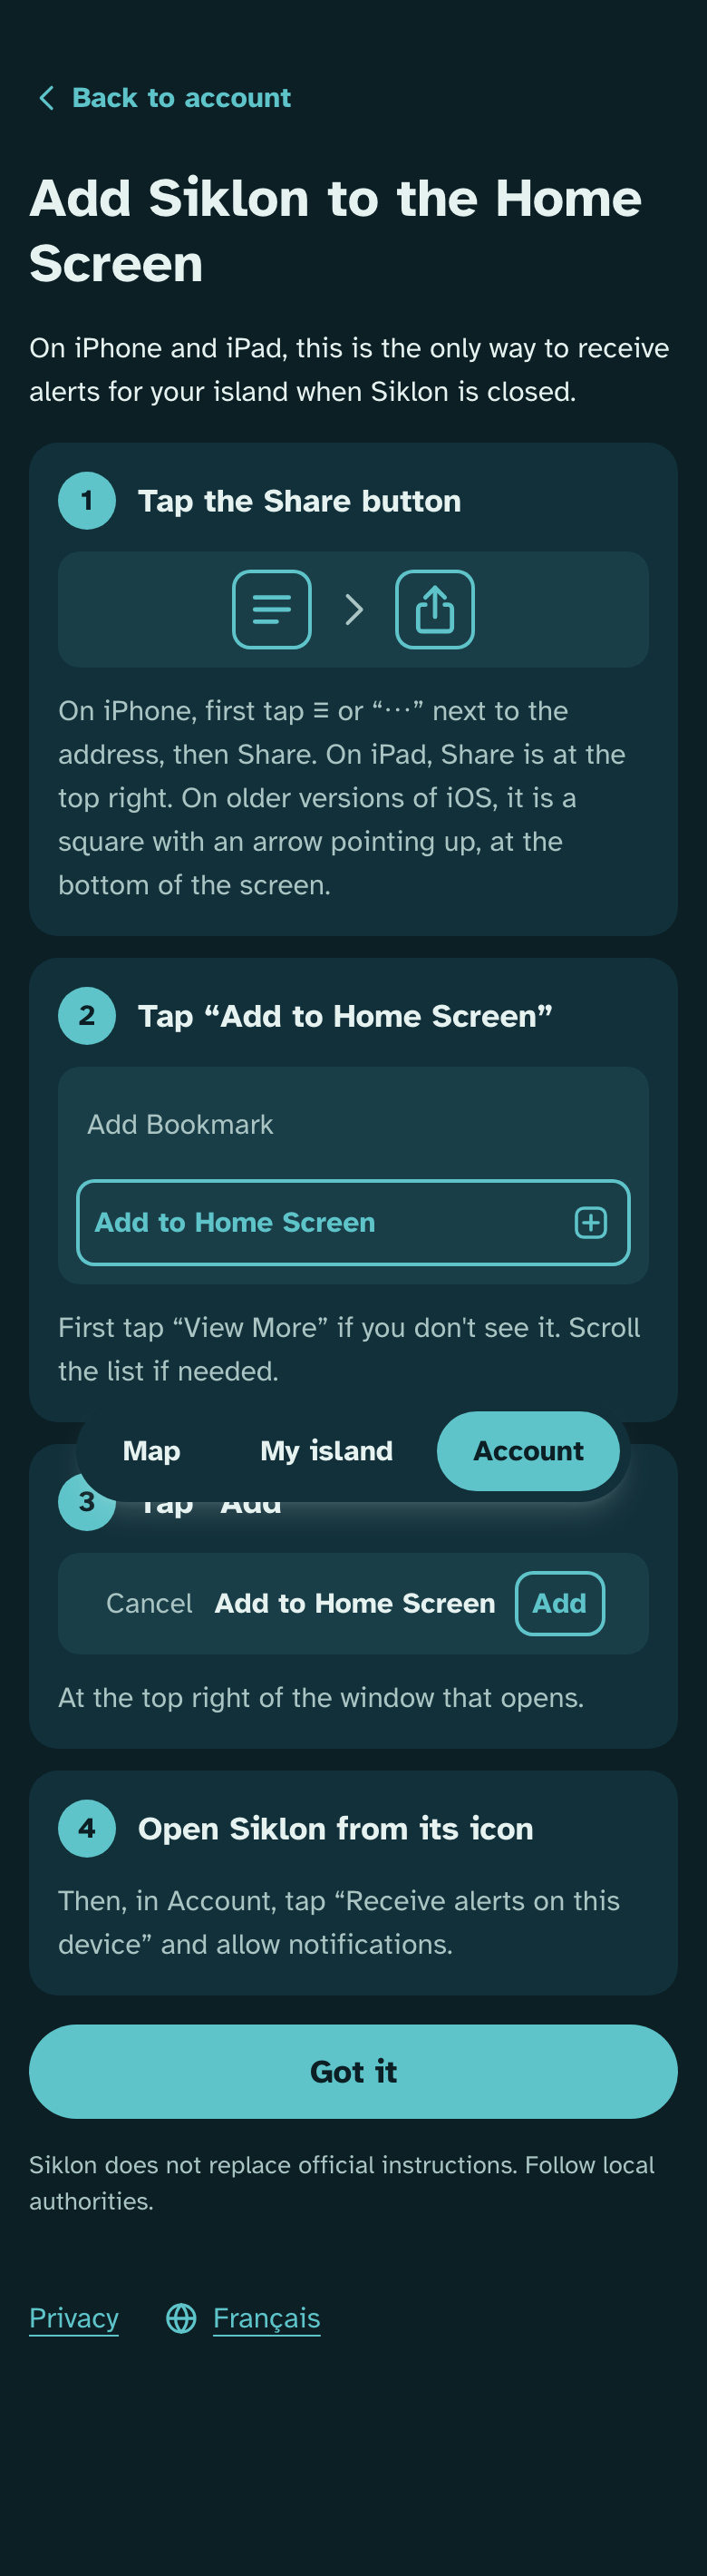 Back to account
Add Siklon to the Home
Screen
On iPhone and iPad, this is the only way to receive
alerts for your island when Siklon is closed.
1 Tap the Share button
On iPhone, first tap ☰ or “···” next to the
address, then Share. On iPad, Share is at the
top right. On older versions of iOS, it is a
square with an arrow pointing up, at the
bottom of the screen.
2 Tap “Add to Home Screen”
Add Bookmark
Add to Home Screen
First tap “View More” if you don't see it. Scroll
the list if needed.
Map My island Account
3 Tap “Add”
Cancel Add to Home Screen Add
At the top right of the window that opens.
4 Open Siklon from its icon
Then, in Account, tap “Receive alerts on this
device” and allow notifications.
Got it
Siklon does not replace official instructions. Follow local
authorities.
Privacy Français